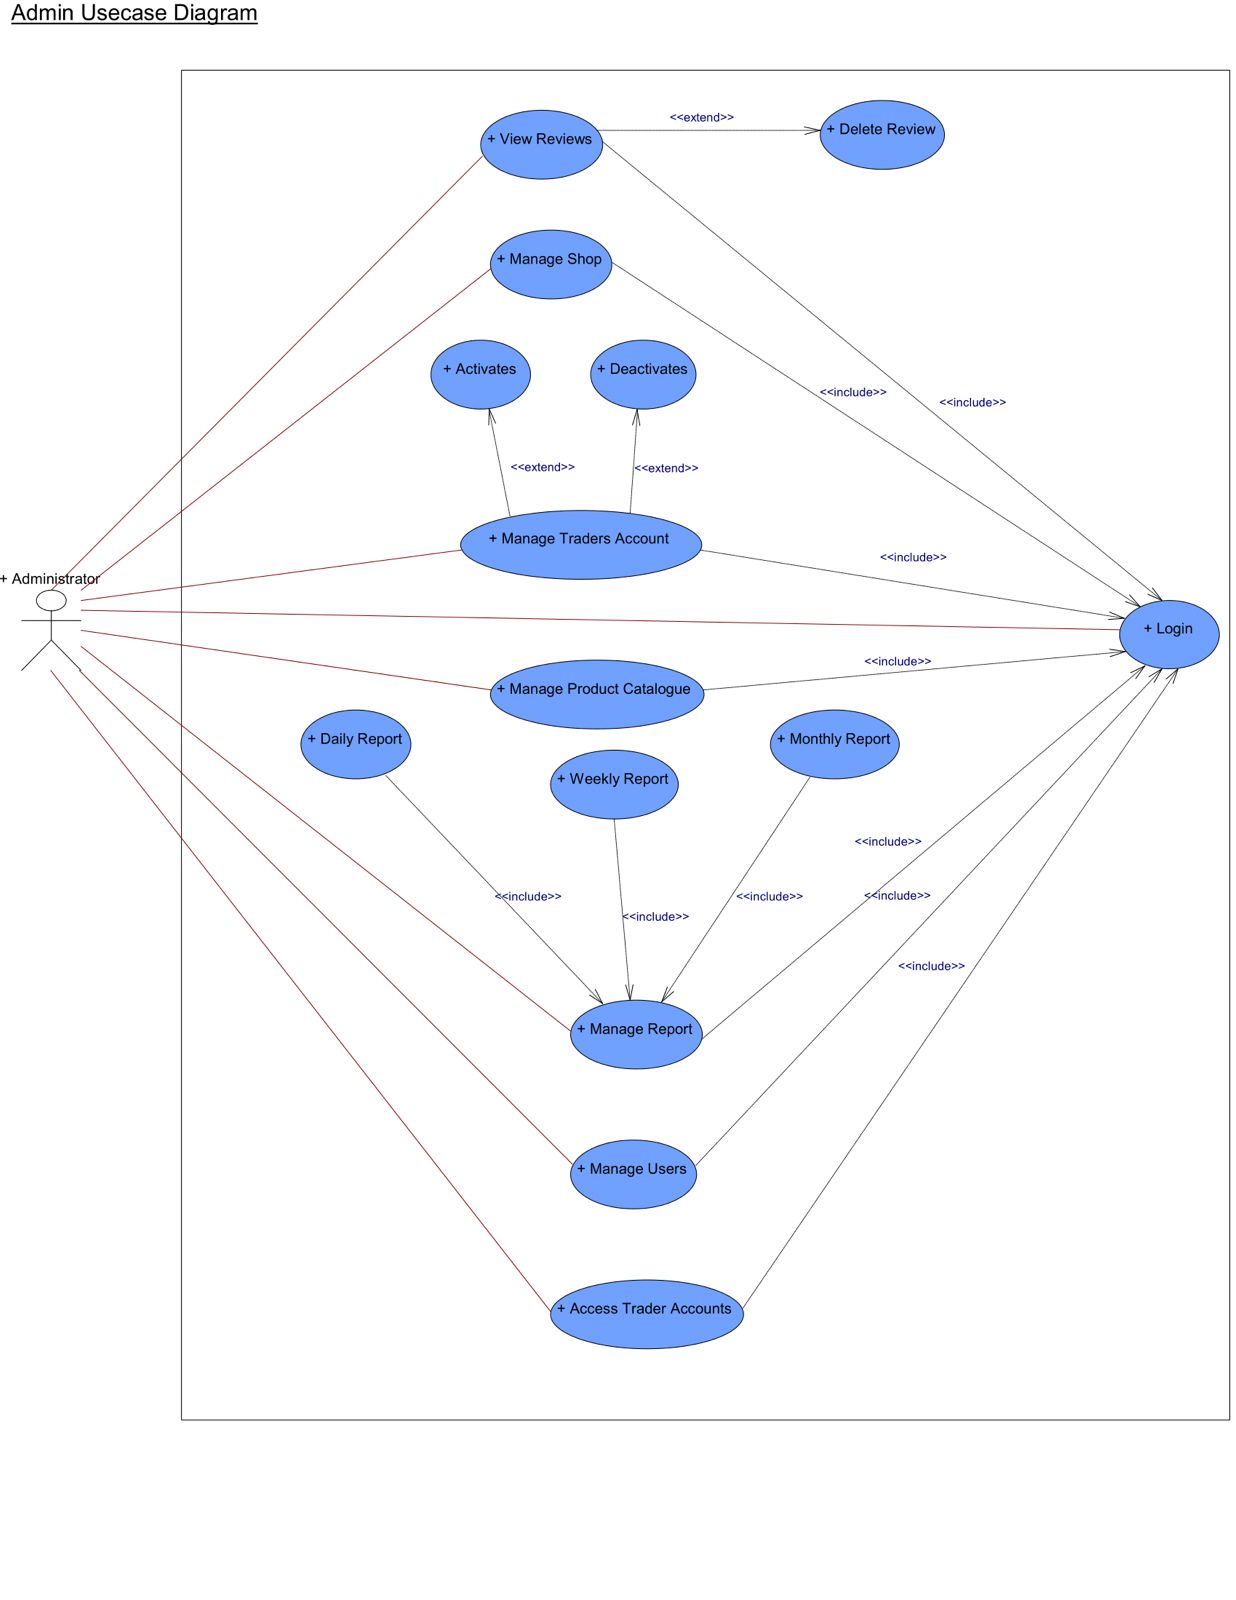 Admin Usecase Diagram
<<extend>>
+ View Reviews
+ Delete Review
+ Manage Shop
+ Activates
+ Deactivates
<<include>>
<<include>>
<<extend>>
<<extend>>
+ Manage Traders Account
<<include>>
+ Administrator
+ Login
<<include>>
+ Manage Product Catalogue
+ Daily Report
+ Monthly Report
+ Weekly Report
<<include>>
<<include>>
<<include>>
<<include>>
<<include>>
<<include>>
+ Manage Report
+ Manage Users
+ Access Trader Accounts